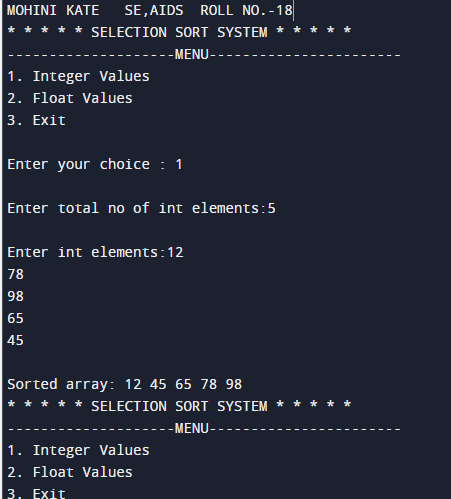 MOHINI KATE   SE,AIDS  ROLL NO.-18
* * * * * SELECTION SORT SYSTEM * * * * *
--------------------MENU-----------------------
1. Integer Values
2. Float Values
3. Exit
Enter your choice : 1
Enter total no of int elements:5
Enter int elements:12
78
98
65
45
Sorted array: 12 45 65 78 98
* * * * * SELECTION SORT SYSTEM * * * * *
--------------------MENU-----------------------
1. Integer Values
2. Float Values
3. Exit